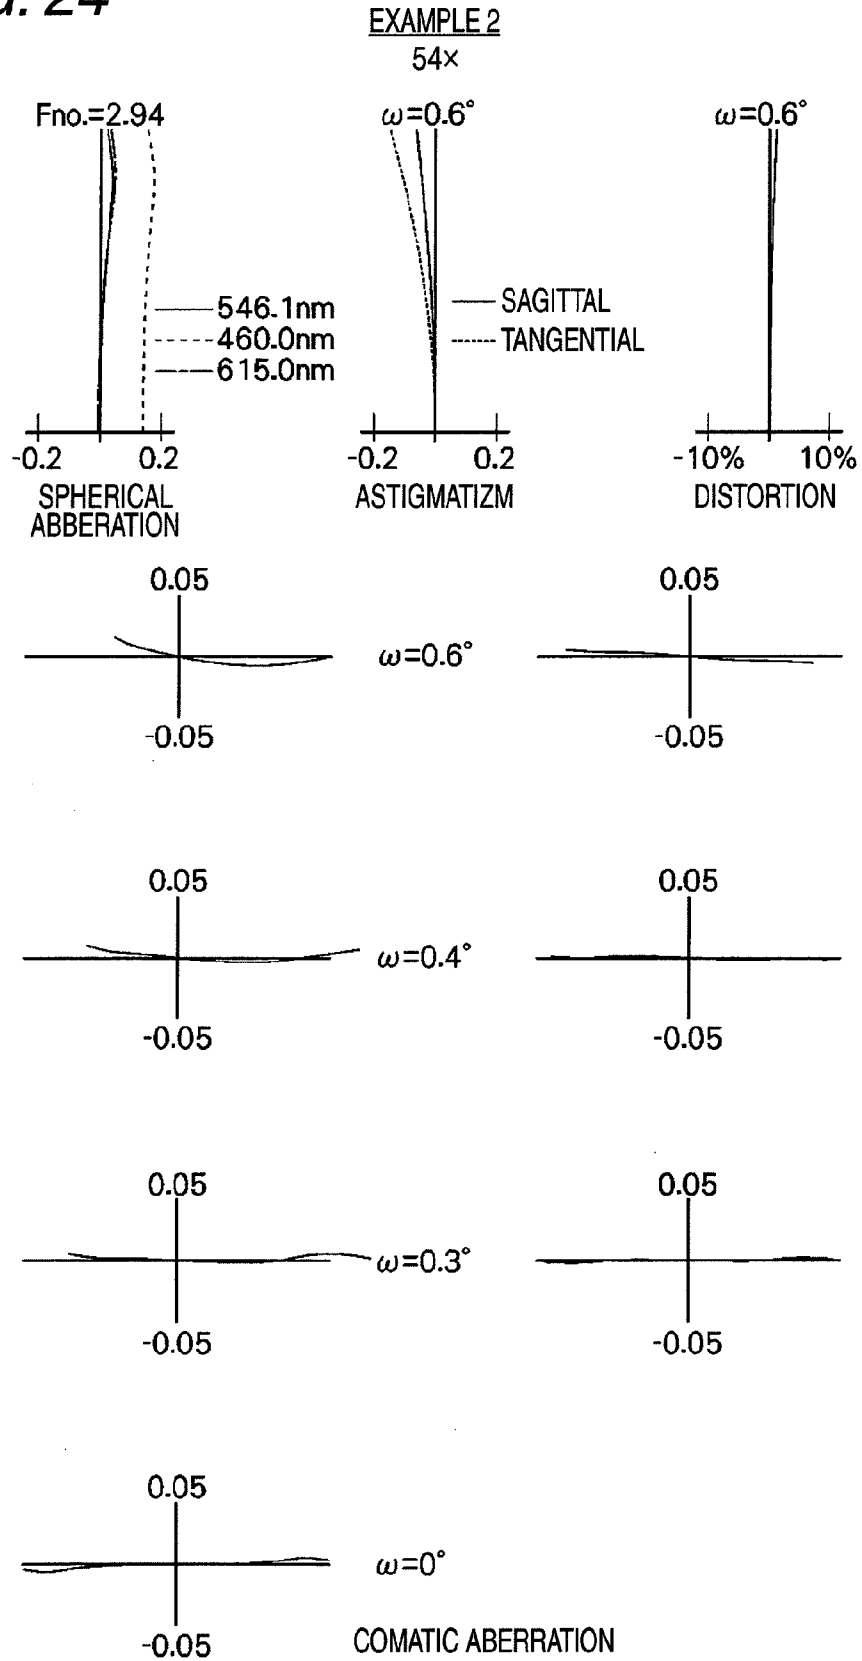 . 24
EXAMPLE 2
54×
Fno.=2.94
ω=0.6°
ω=0.6°
546.1nm
460.0nm
615.0nm
SAGITTAL
TANGENTIAL
-0.2 0.2
-0.2 0.2
-10% 10%
SPHERICAL
ABBERATION
ASTIGMATIZM
DISTORTION
0.05 0.05
ω=0.6°
-0.05 -0.05
0.05 0.05
ω=0.4°
-0.05 -0.05
0.05 0.05
ω=0.3°
-0.05 -0.05
0.05
ω=0°
-0.05
COMATIC ABERRATION